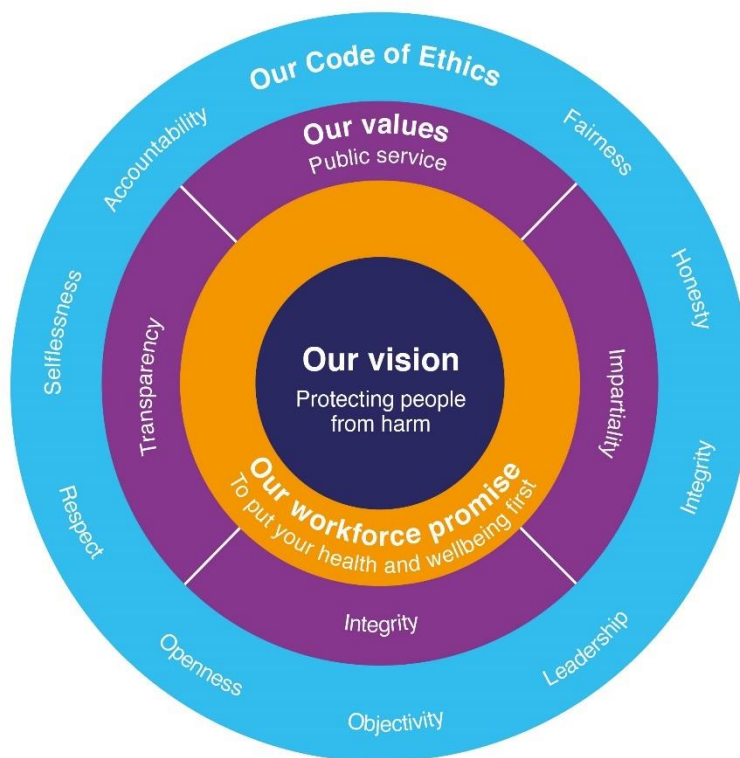 Our Code of Ethics
Fairness
Honesty
Integrity
Leadership
Objectivity
Openness
Respect
Selflessness
Accountability
Our values
Public service
Impartiality
Integrity
Transparency
Our vision
Protecting people
from harm
Our workforce promise
To put your health and wellbeing first